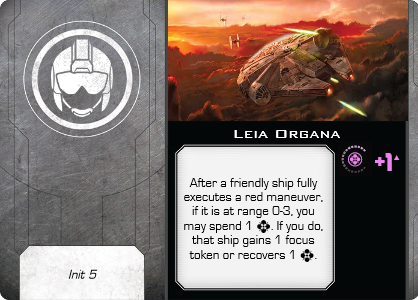 Leia Organa
+1
After a friendly ship fully
executes a red maneuver,
if it is at range 0-3, you
may spend 1 . If you do,
that ship gains 1 focus
token or recovers 1 .
Init 5